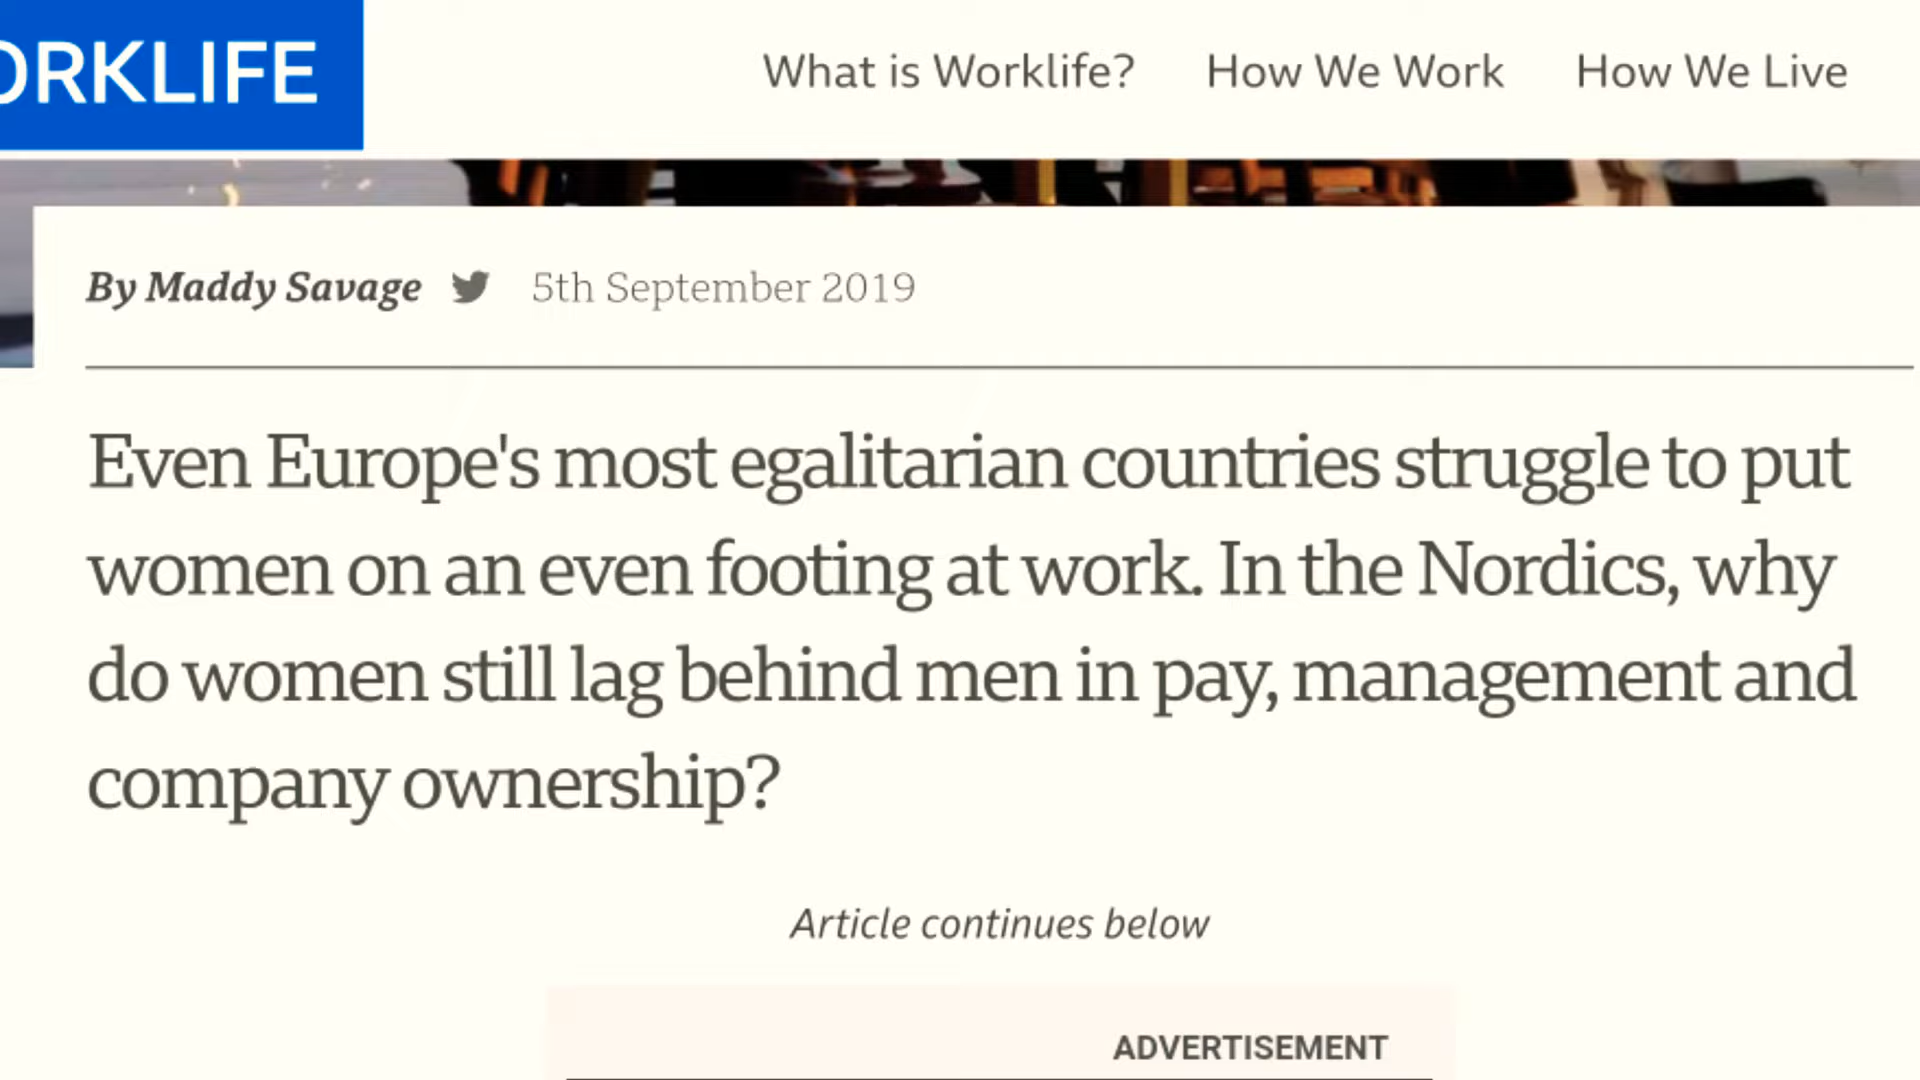 ORKLIFE
What is Worklife? How We Work How We Live
By Maddy Savage 5th September 2019
Even Europe's most egalitarian countries struggle to put
women on an even footing at work. In the Nordics, why
do women still lag behind men in pay, management and
company ownership?
Article continues below
ADVERTISEMENT